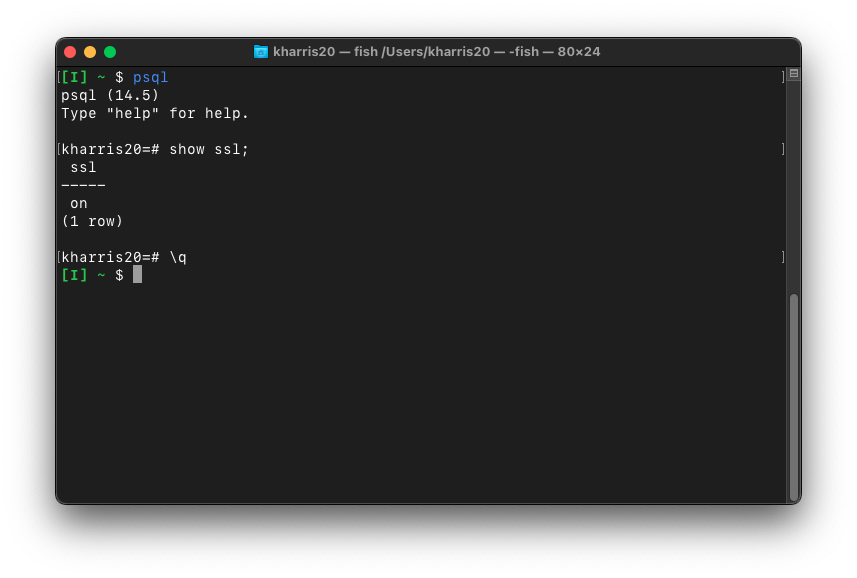 kharris20 — fish /Users/kharris20 — -fish — 80×24
[[I] ~ $ psql ]
psql (14.5)
Type "help" for help.
[kharris20=# show ssl; ]
ssl
-----
on
(1 row)
[kharris20=# \q ]
[I] ~ $